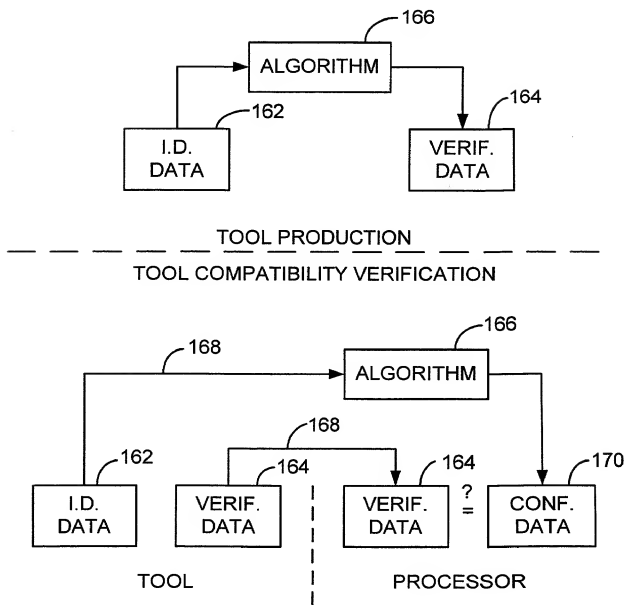 166
ALGORITHM
162
164
I.D.
DATA
VERIF.
DATA
TOOL PRODUCTION
TOOL COMPATIBILITY VERIFICATION
166
168
ALGORITHM
168
162
164
164
170
I.D.
DATA
VERIF.
DATA
VERIF.
DATA
?
=
CONF.
DATA
TOOL
PROCESSOR